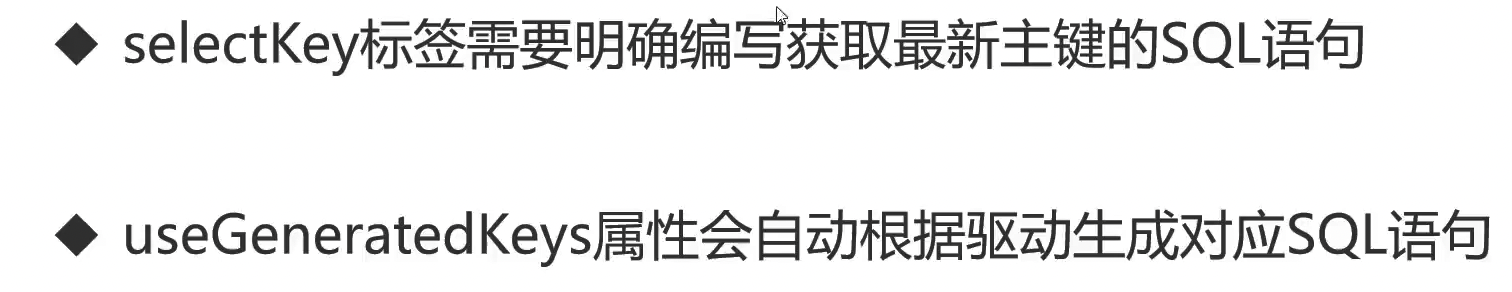 ◆ selectKey标签需要明确编写获取最新主键的SQL语句
◆ useGeneratedKeys属性会自动根据驱动生成对应SQL语句